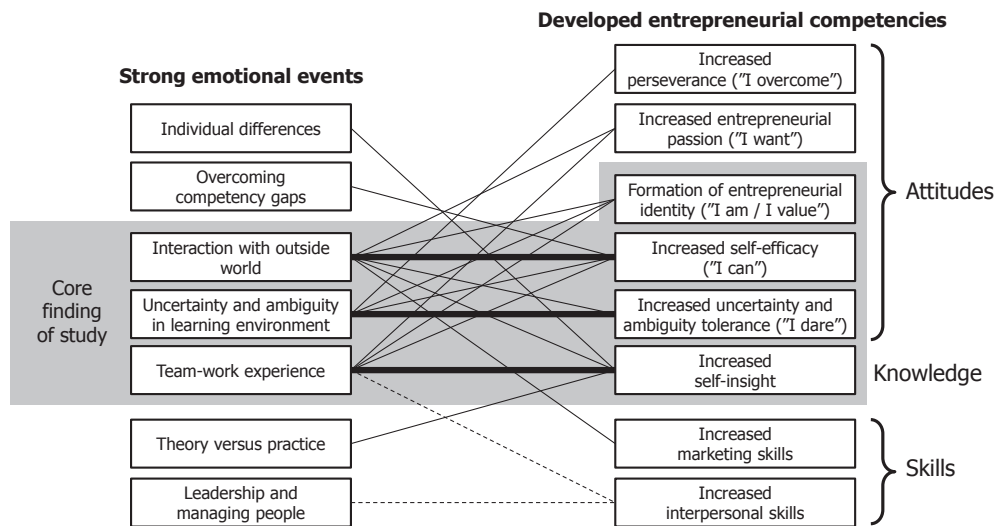 Developed entrepreneurial competencies
Strong emotional events
Individual differences
Overcoming
competency gaps
Interaction with outside
world
Uncertainty and ambiguity
in learning environment
Team-work experience
Theory versus practice
Leadership and
managing people
Core
finding
of study
Increased
perseverance ("I overcome")
Increased entrepreneurial
passion ("I want")
Formation of entrepreneurial
identity ("I am / I value")
Increased self-efficacy
("I can")
Increased uncertainty and
ambiguity tolerance ("I dare")
Increased
self-insight
Increased
marketing skills
Increased
interpersonal skills
Attitudes
Knowledge
Skills